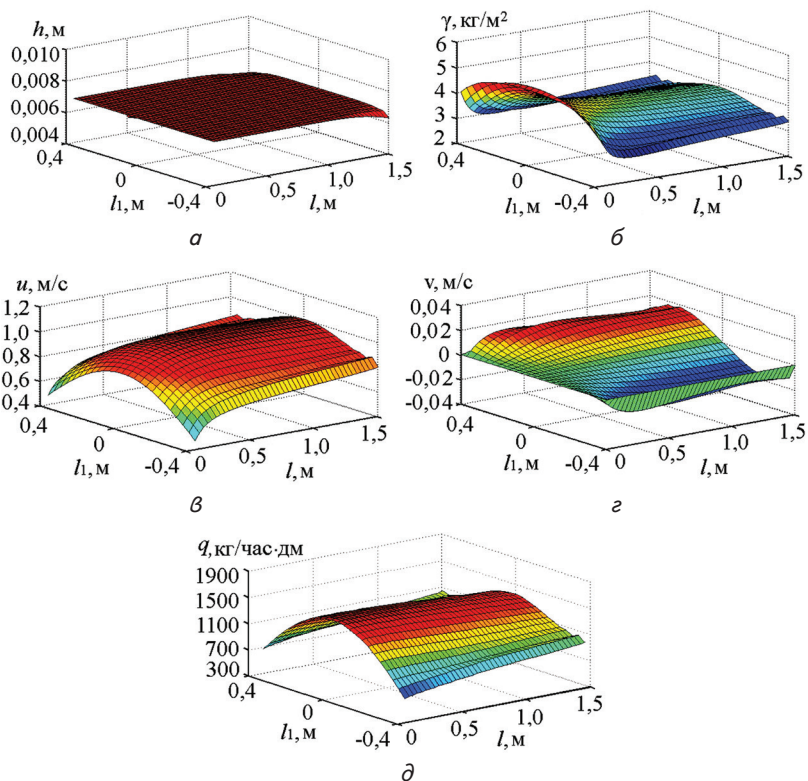 h, м
0,010
0,008
0,006
0,004
0,4
0
-0,4
l1, м
0
0,5
1,0
1,5
l, м
а
γ, кг/м²
6
5
4
3
2
0,4
0
-0,4
l1, м
0
0,5
1,0
1,5
l, м
б
u, м/с
1,2
1,0
0,8
0,6
0,4
0,4
0
-0,4
l1, м
0
0,5
1,0
1,5
l, м
в
v, м/с
0,04
0,02
0
-0,02
-0,04
0,4
0
-0,4
l1, м
0
0,5
1,0
1,5
l, м
г
q, кг/час·дм
1900
1500
1100
700
300
0,4
0
-0,4
l1, м
0
0,5
1,0
1,5
l, м
д